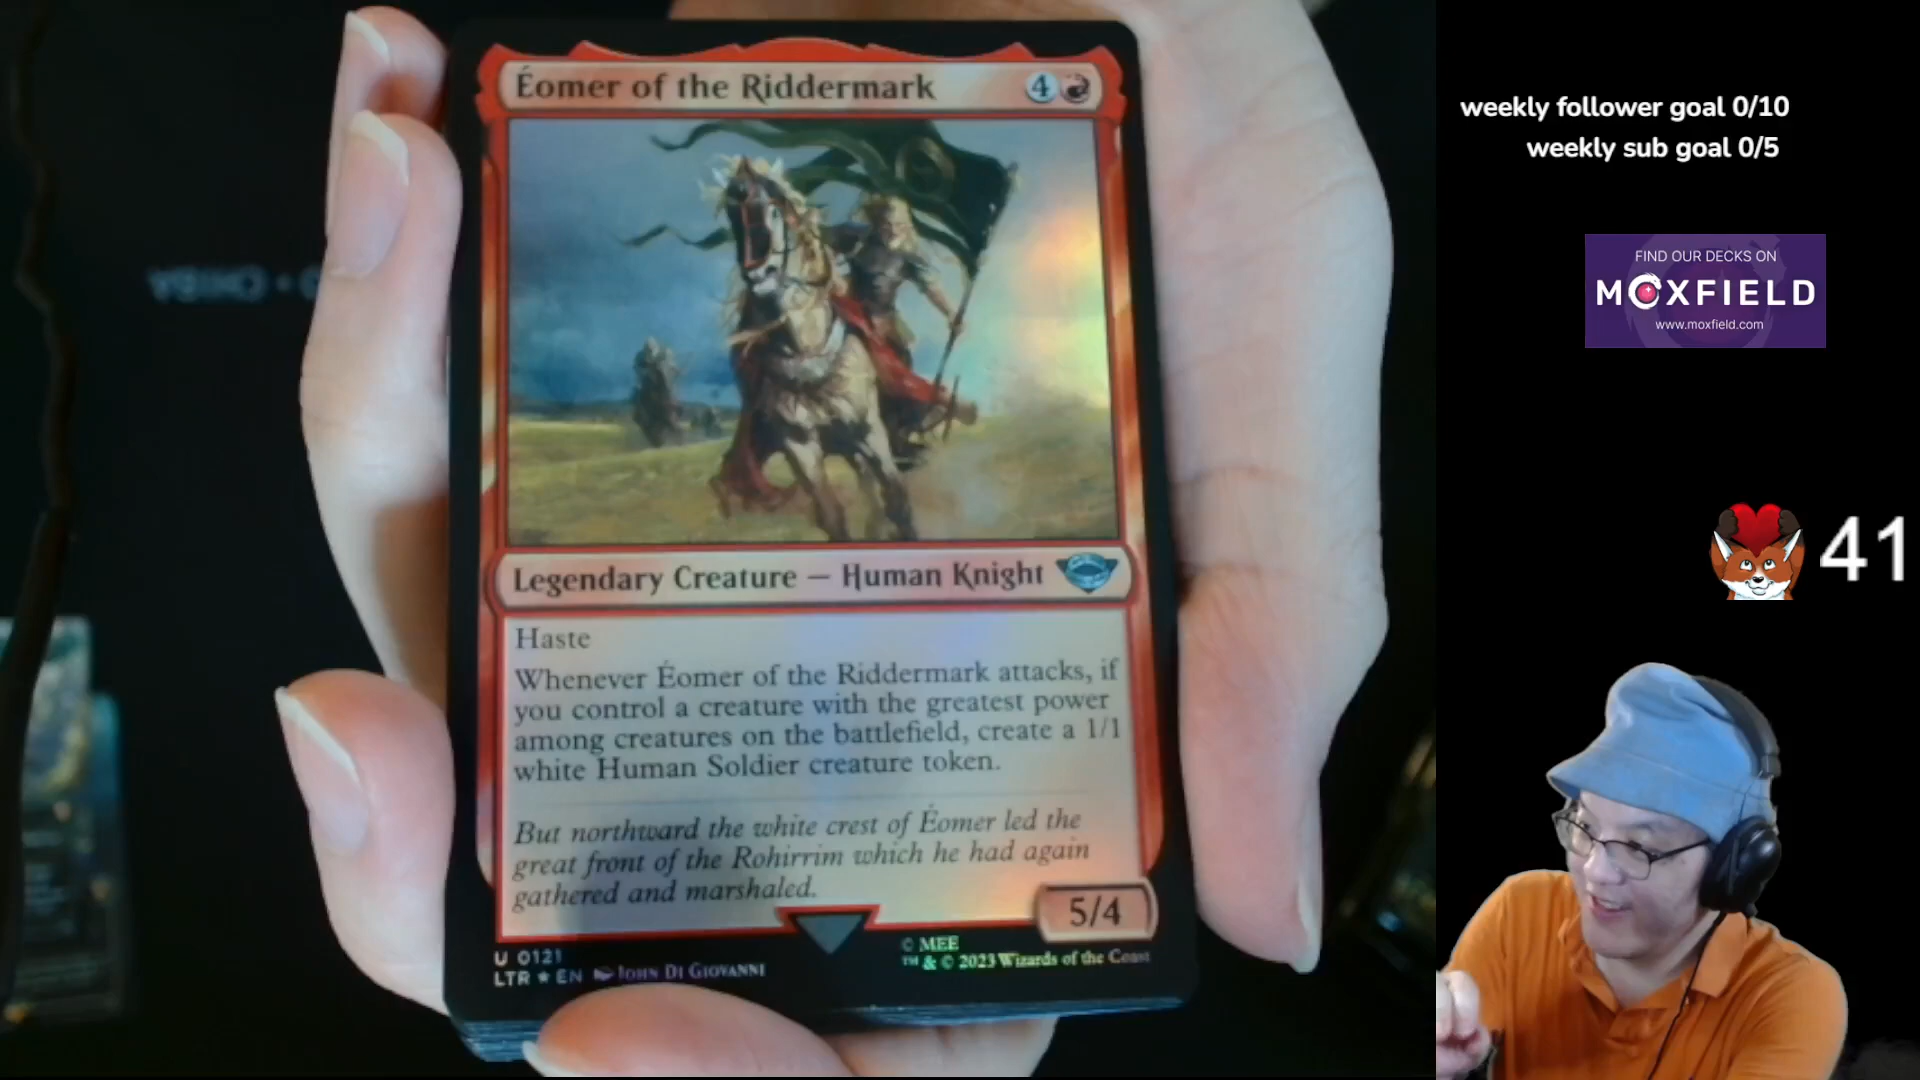 Éomer of the Riddermark 4
Legendary Creature — Human Knight
Haste
Whenever Éomer of the Riddermark attacks, if
you control a creature with the greatest power
among creatures on the battlefield, create a 1/1
white Human Soldier creature token.
But northward the white crest of Éomer led the
great front of the Rohirrim which he had again
gathered and marshaled.
5/4
U 0121
LTR ★ EN JOHN DI GIOVANNI
© MEE
™ & © 2023 Wizards of the Coast
weekly follower goal 0/10
weekly sub goal 0/5
FIND OUR DECKS ON
MOXFIELD
www.moxfield.com
41